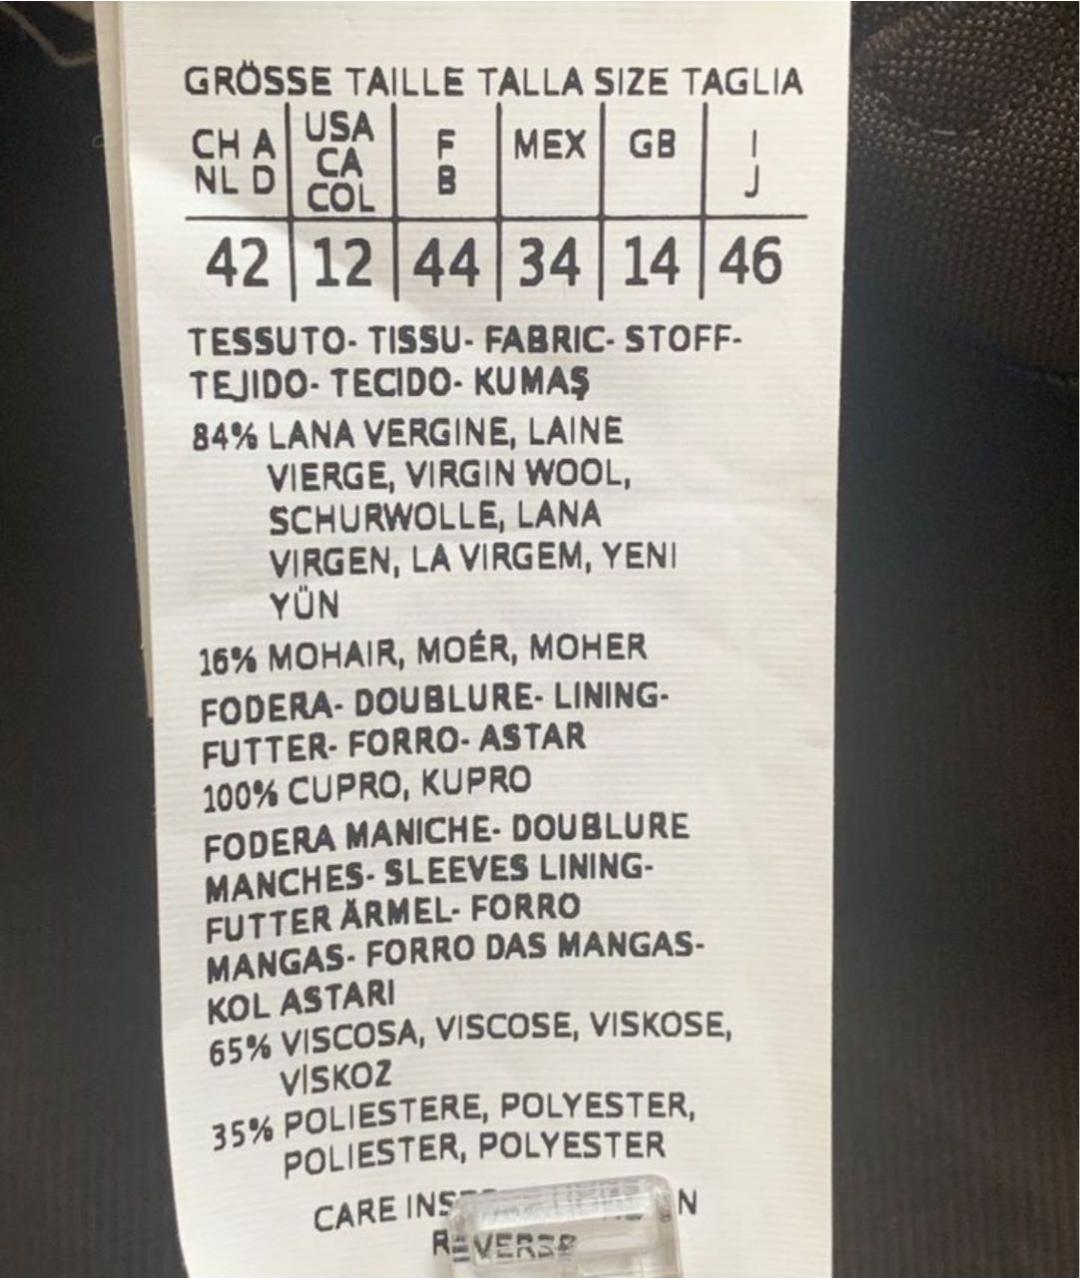 GRÖSSE TAILLE TALLA SIZE TAGLIA
CH A NL D | USA CA COL | F B | MEX | GB | I J
42 | 12 | 44 | 34 | 14 | 46
TESSUTO- TISSU- FABRIC- STOFF-
TEJIDO- TECIDO- KUMAŞ
84% LANA VERGINE, LAINE
VIERGE, VIRGIN WOOL,
SCHURWOLLE, LANA
VIRGEN, LA VIRGEM, YENI
YÜN
16% MOHAIR, MOÉR, MOHER
FODERA- DOUBLURE- LINING-
FUTTER- FORRO- ASTAR
100% CUPRO, KUPRO
FODERA MANICHE- DOUBLURE
MANCHES- SLEEVES LINING-
FUTTER ÄRMEL- FORRO
MANGAS- FORRO DAS MANGAS-
KOL ASTARI
65% VISCOSA, VISCOSE, VISKOSE,
VİSKOZ
35% POLIESTERE, POLYESTER,
POLIESTER, POLYESTER
CARE
REVERSE